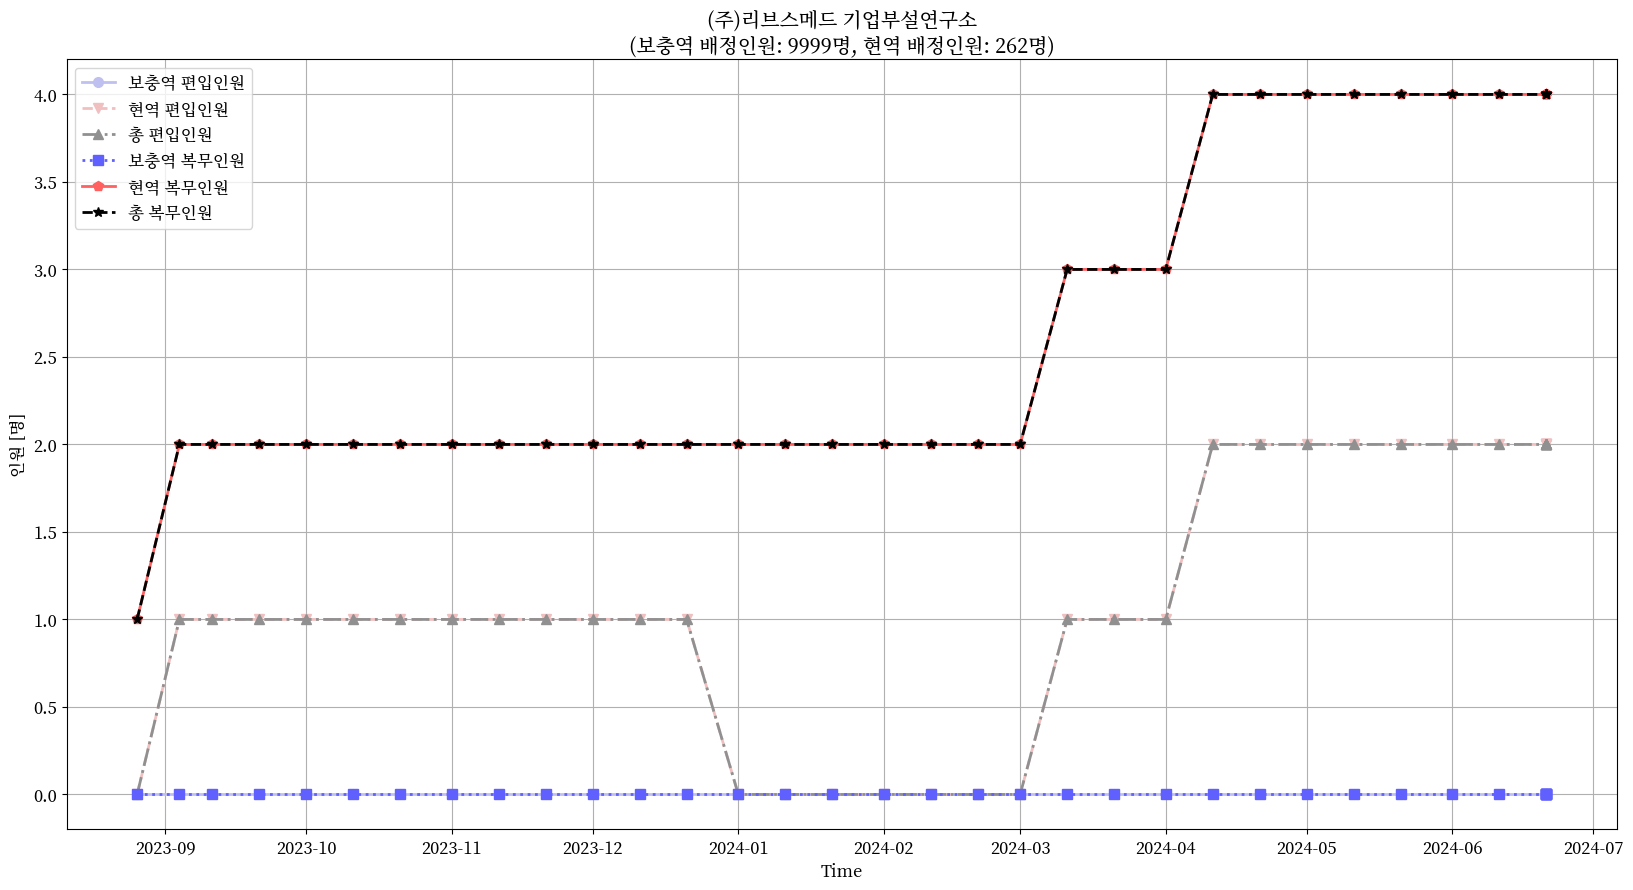 (주)리브스메드 기업부설연구소
(보충역 배정인원: 9999명, 현역 배정인원: 262명)
보충역 편입인원
현역 편입인원
총 편입인원
보충역 복무인원
현역 복무인원
총 복무인원
인원 [명]
4.0
3.5
3.0
2.5
2.0
1.5
1.0
0.5
0.0
2023-09 2023-10 2023-11 2023-12 2024-01 2024-02 2024-03 2024-04 2024-05 2024-06 2024-07
Time